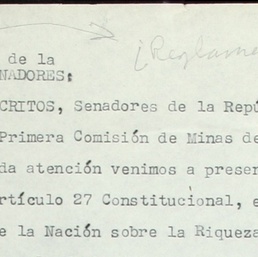 ¿Reglame
de la
NADORES:
CRITOS, Senadores de la Repú
Primera Comisión de Minas de
da atención venimos a presen
rtículo 27 Constitucional, e
e la Nación sobre la Riqueza